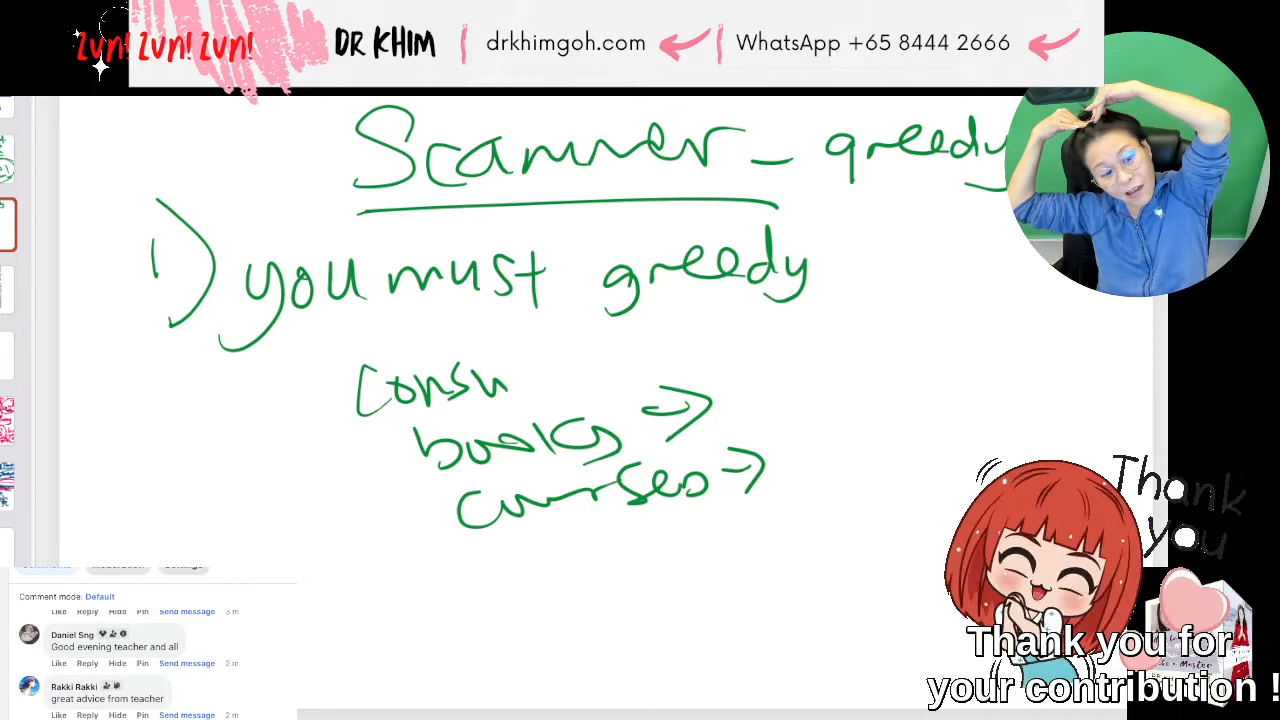 Zun! Zun! Zun!
DR KHIM
drkhimgoh.com
WhatsApp +65 8444 2666
Scanner - greedy
1) you must greedy
Consu
books →
courses →
Thank you
Comment mode: Default
Like Reply Hide Pin Send message 3 m
Daniel Sng
Good evening teacher and all
Like Reply Hide Pin Send message 2 m
Rakki Rakki
great advice from teacher
Like Reply Hide Pin Send message 2 m
Thank you for
your contribution !